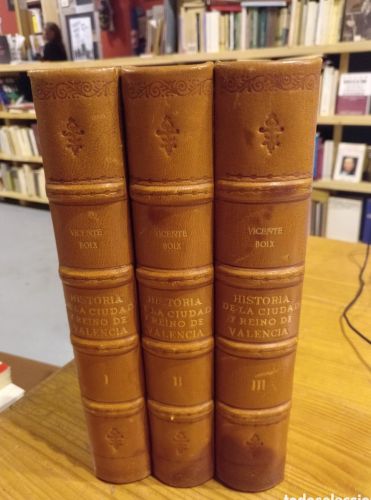 VICENTE
BOIX
HISTORIA
DE LA CIUDAD
Y REINO DE
VALENCIA
I
VICENTE
BOIX
HISTORIA
DE LA CIUDAD
Y REINO DE
VALENCIA
II
VICENTE
BOIX
HISTORIA
DE LA CIUDAD
Y REINO DE
VALENCIA
III